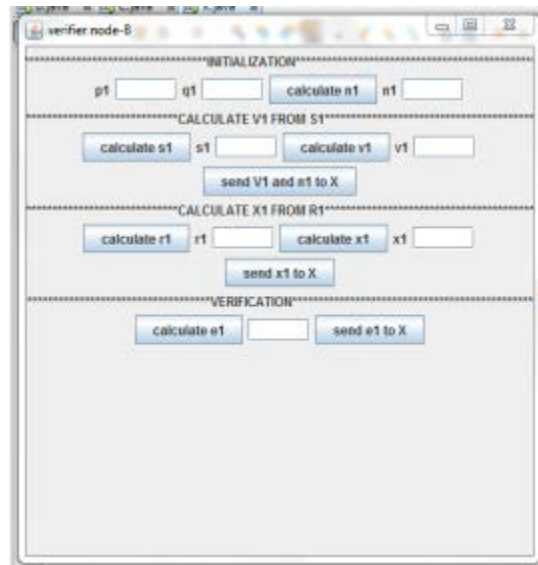 verifier node-B
INITIALIZATION
p1 q1 calculate n1 n1
CALCULATE V1 FROM S1
calculate s1 s1 calculate v1 v1
send V1 and n1 to X
CALCULATE X1 FROM R1
calculate r1 r1 calculate x1 x1
send x1 to X
VERIFICATION
calculate e1 send e1 to X